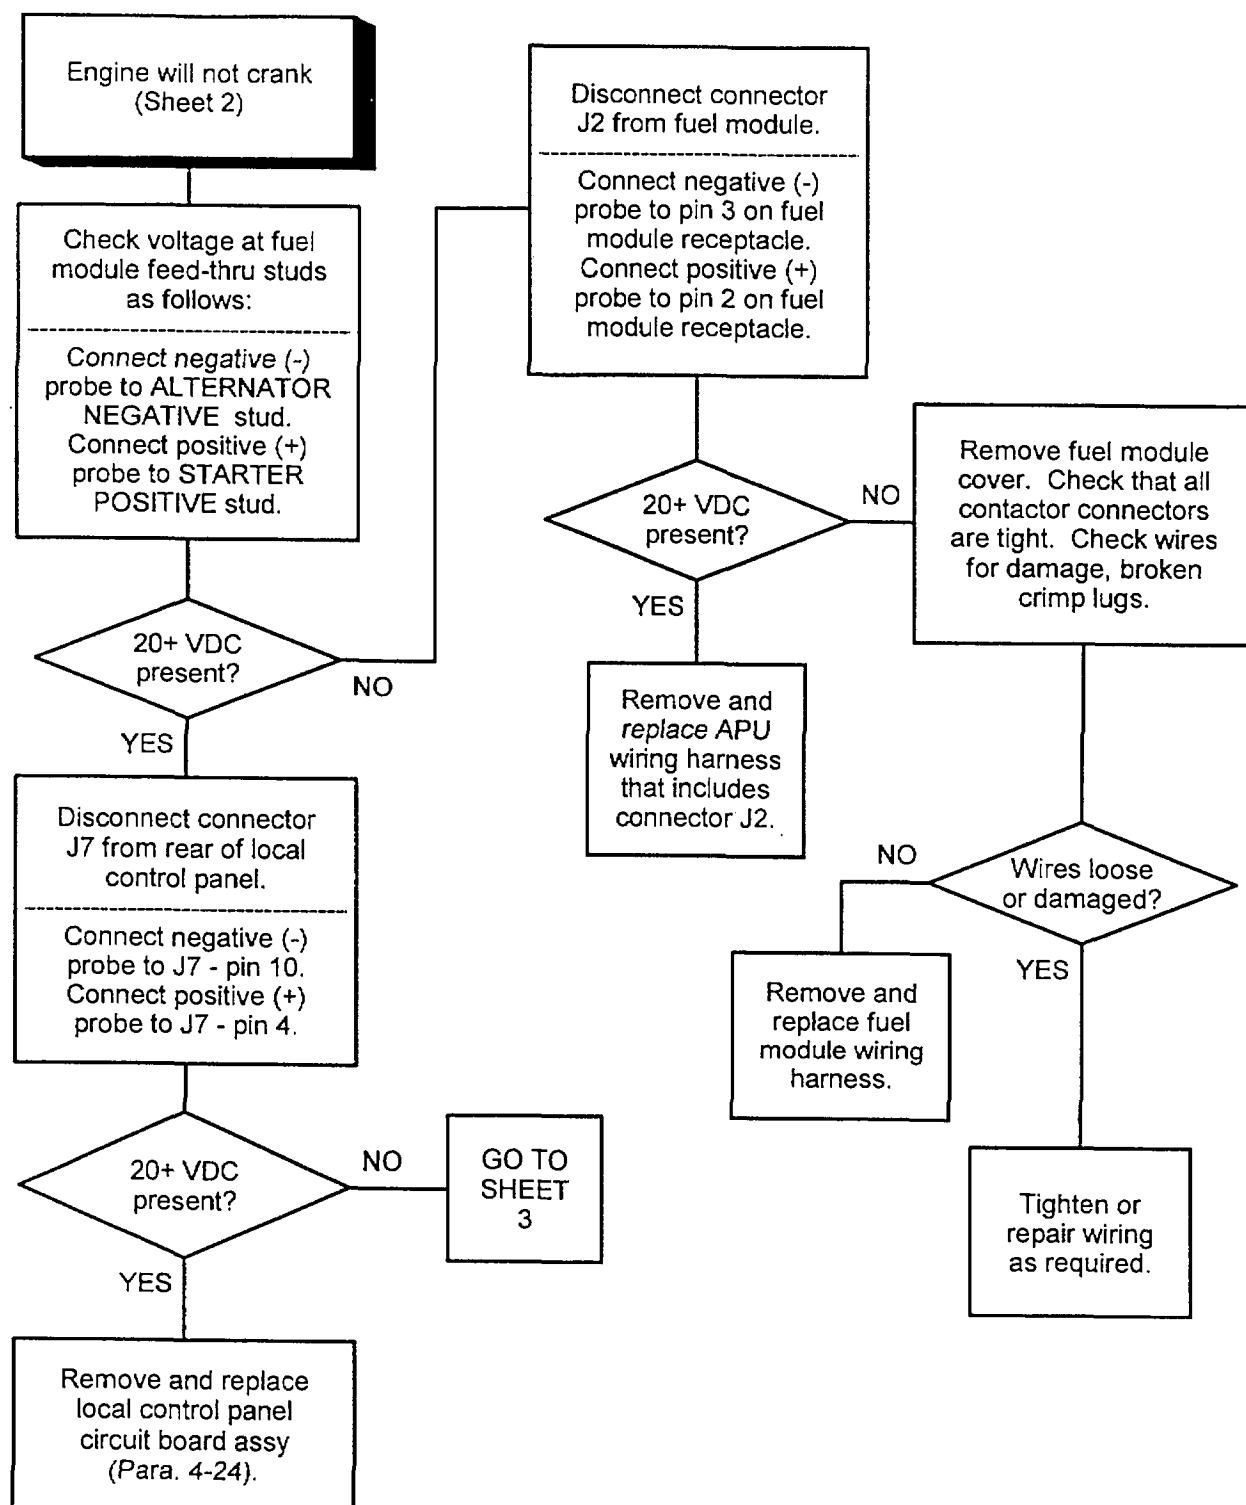 Engine will not crank
(Sheet 2)
Check voltage at fuel
module feed-thru studs
as follows:
Connect negative (-)
probe to ALTERNATOR
NEGATIVE stud.
Connect positive (+)
probe to STARTER
POSITIVE stud.
20+ VDC
present?
NO
YES
Disconnect connector
J7 from rear of local
control panel.
Connect negative (-)
probe to J7 - pin 10.
Connect positive (+)
probe to J7 - pin 4.
20+ VDC
present?
NO
GO TO
SHEET
3
YES
Remove and replace
local control panel
circuit board assy
(Para. 4-24).
Disconnect connector
J2 from fuel module.
Connect negative (-)
probe to pin 3 on fuel
module receptacle.
Connect positive (+)
probe to pin 2 on fuel
module receptacle.
20+ VDC
present?
NO
YES
Remove and
replace APU
wiring harness
that includes
connector J2.
Remove fuel module
cover. Check that all
contactor connectors
are tight. Check wires
for damage, broken
crimp lugs.
Wires loose
or damaged?
NO
YES
Remove and
replace fuel
module wiring
harness.
Tighten or
repair wiring
as required.